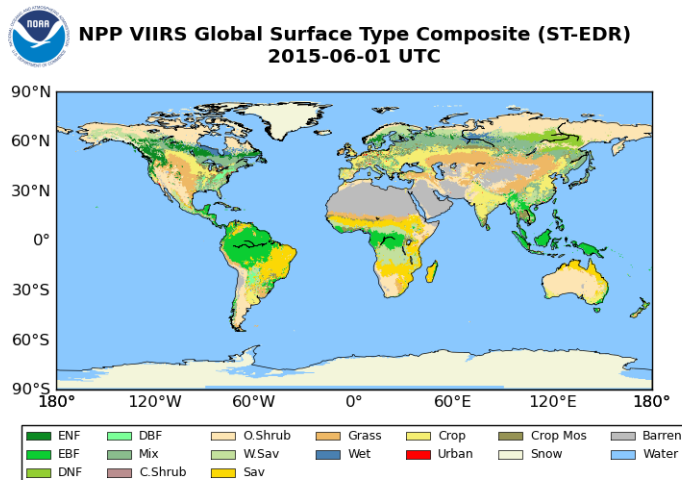 NOAA
NPP VIIRS Global Surface Type Composite (ST-EDR)
2015-06-01 UTC
90°N
60°N
30°N
0°
30°S
60°S
90°S
180° 120°W 60°W 0° 60°E 120°E 180°
ENF DBF O.Shrub Grass Crop Crop Mos Barren
EBF Mix W.Sav Wet Urban Snow Water
DNF C.Shrub Sav